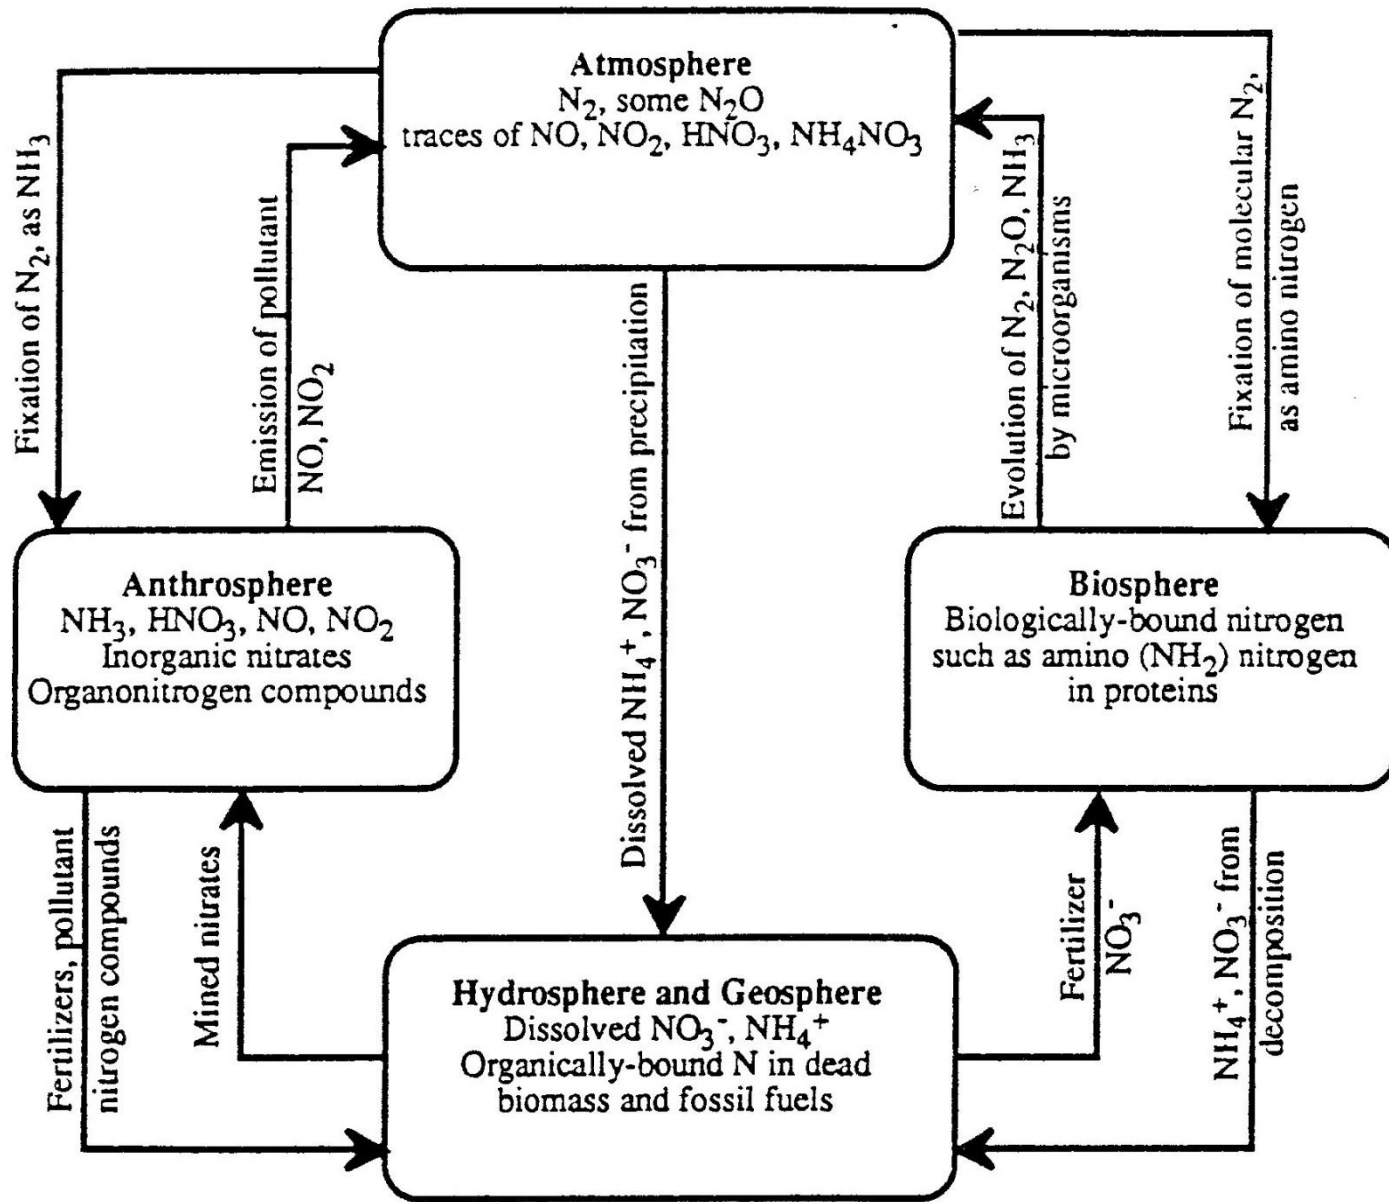 Atmosphere
N₂, some N₂O
traces of NO, NO₂, HNO₃, NH₄NO₃
Fixation of N₂, as NH₃
Emission of pollutant
NO, NO₂
Dissolved NH₄⁺, NO₃⁻ from precipitation
Evolution of N₂, N₂O, NH₃
by microorganisms
Fixation of molecular N₂,
as amino nitrogen
Anthrosphere
NH₃, HNO₃, NO, NO₂
Inorganic nitrates
Organonitrogen compounds
Biosphere
Biologically-bound nitrogen
such as amino (NH₂) nitrogen
in proteins
Fertilizers, pollutant
nitrogen compounds
Mined nitrates
Fertilizer
NO₃⁻
NH₄⁺, NO₃⁻ from
decomposition
Hydrosphere and Geosphere
Dissolved NO₃⁻, NH₄⁺
Organically-bound N in dead
biomass and fossil fuels